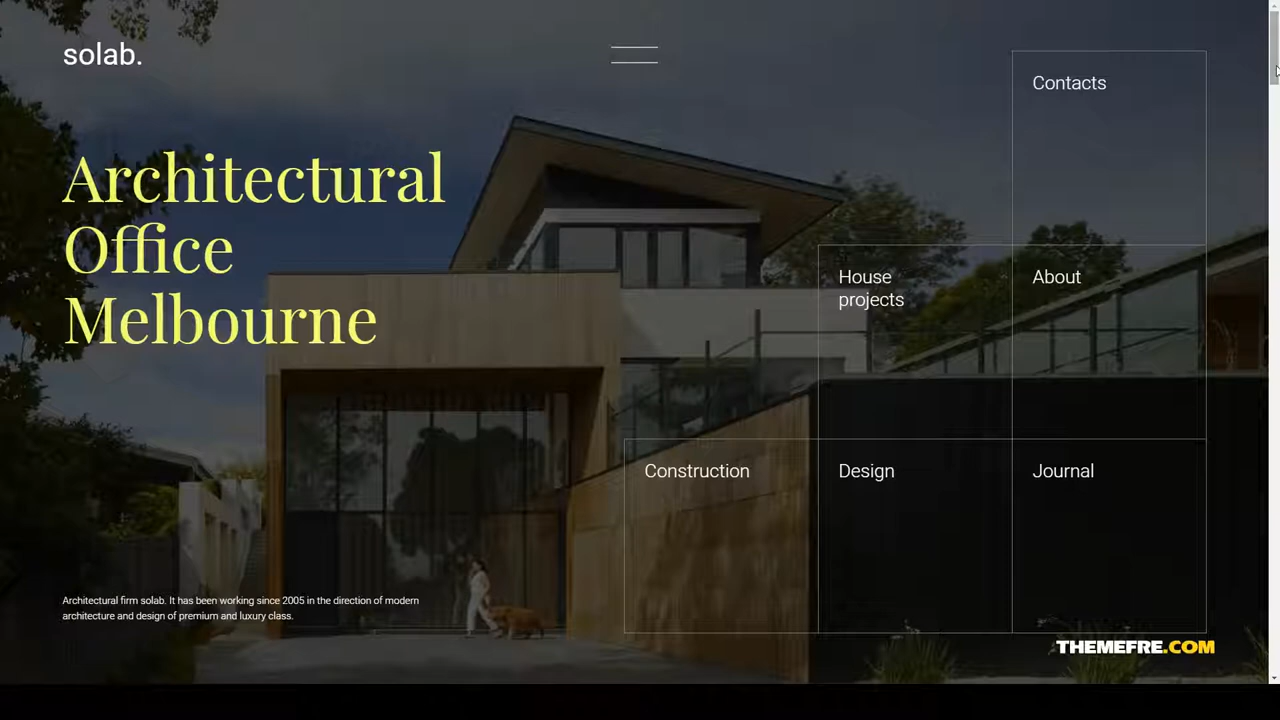 solab.
Contacts
Architectural
Office
Melbourne
House
projects
About
Construction
Design
Journal
Architectural firm solab. It has been working since 2005 in the direction of modern
architecture and design of premium and luxury class.
THEMEFRE.COM